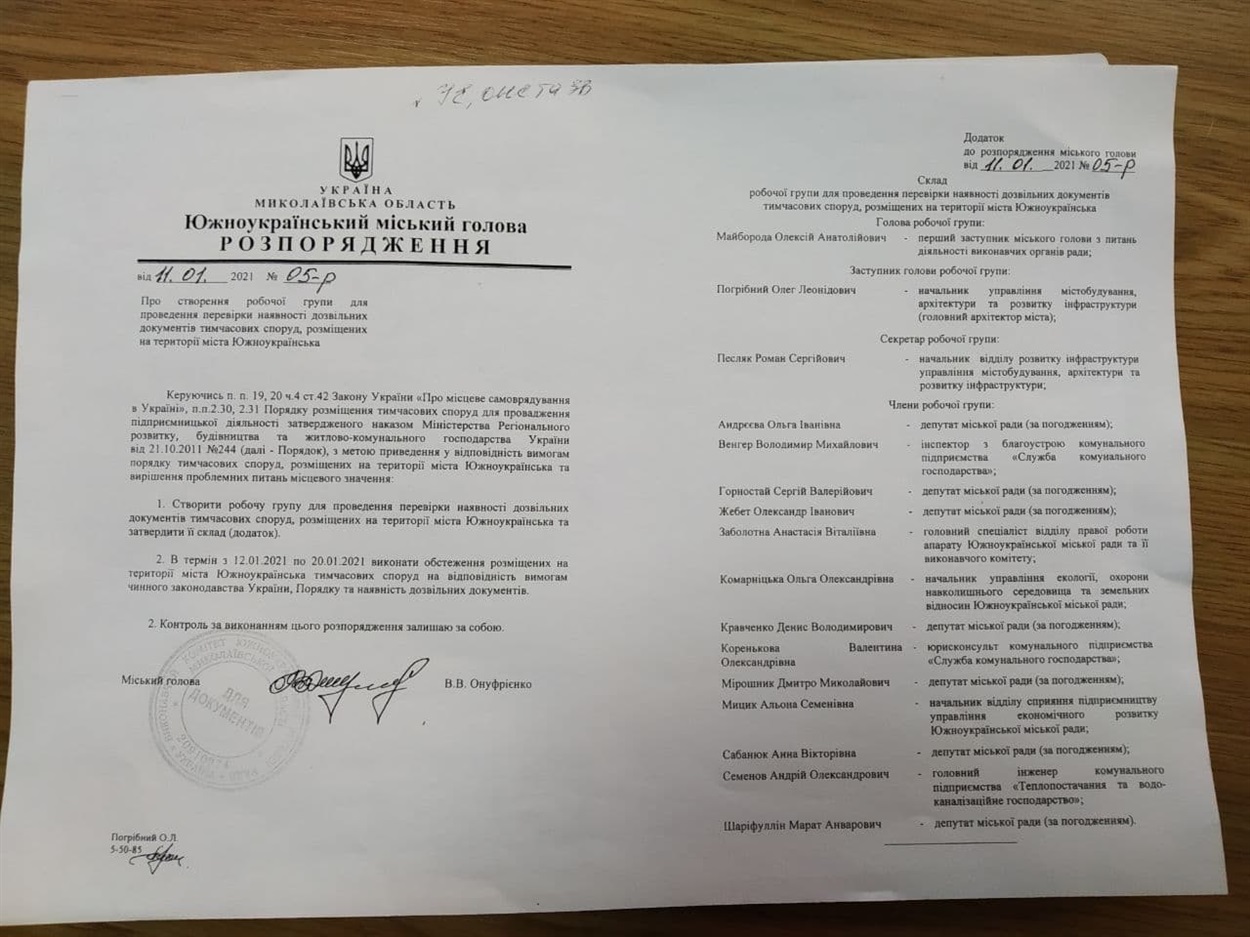 УКРАЇНА
МИКОЛАЇВСЬКА ОБЛАСТЬ
Южноукраїнський міський голова
РОЗПОРЯДЖЕННЯ
від 11.01. 2021 № 05-р
Про створення робочої групи для
проведення перевірки наявності дозвільних
документів тимчасових споруд, розміщених
на території міста Южноукраїнська
Керуючись п. п. 19, 20 ч.4 ст.42 Закону України «Про місцеве самоврядування
в Україні», п.п.2.30, 2.31 Порядку розміщення тимчасових споруд для провадження
підприємницької діяльності затвердженого наказом Міністерства Регіонального
розвитку, будівництва та житлово-комунального господарства України
від 21.10.2011 №244 (далі - Порядок), з метою приведення у відповідність вимогам
порядку тимчасових споруд, розміщених на території міста Южноукраїнська та
вирішення проблемних питань місцевого значення:
1. Створити робочу групу для проведення перевірки наявності дозвільних
документів тимчасових споруд, розміщених на території міста Южноукраїнська та
затвердити її склад (додаток).
2. В термін з 12.01.2021 по 20.01.2021 виконати обстеження розміщених на
території міста Южноукраїнська тимчасових споруд на відповідність вимогам
чинного законодавства України, Порядку та наявність дозвільних документів.
2. Контроль за виконанням цього розпорядження залишаю за собою.
Міський голова В.В. Онуфрієнко
ДЛЯ
ДОКУМЕНТІВ
Погрібний О.Л.
5-50-85
Додаток
до розпорядження міського голови
від 11.01. 2021 № 05-р
Склад
робочої групи для проведення перевірки наявності дозвільних документів
тимчасових споруд, розміщених на території міста Южноукраїнська
Голова робочої групи:
Майборода Олексій Анатолійович - перший заступник міського голови з питань
діяльності виконавчих органів ради;
Заступник голови робочої групи:
Погрібний Олег Леонідович - начальник управління містобудування,
архітектури та розвитку інфраструктури
(головний архітектор міста);
Секретар робочої групи:
Песляк Роман Сергійович - начальник відділу розвитку інфраструктури
управління містобудування, архітектури та
розвитку інфраструктури;
Члени робочої групи:
Андрєєва Ольга Іванівна - депутат міської ради (за погодженням);
Венгер Володимир Михайлович - інспектор з благоустрою комунального
підприємства «Служба комунального
господарства»;
Горностай Сергій Валерійович - депутат міської ради (за погодженням);
Жебет Олександр Іванович - депутат міської ради (за погодженням);
Заболотна Анастасія Віталіївна - головний спеціаліст відділу правої роботи
апарату Южноукраїнської міської ради та її
виконавчого комітету;
Комарніцька Ольга Олександрівна - начальник управління екології, охорони
навколишнього середовища та земельних
відносин Южноукраїнської міської ради;
Кравченко Денис Володимирович - депутат міської ради (за погодженням);
Коренькова Валентина - юрисконсульт комунального підприємства
Олександрівна «Служба комунального господарства»;
Мірошник Дмитро Миколайович - депутат міської ради (за погодженням);
Мицик Альона Семенівна - начальник відділу сприяння підприємництву
управління економічного розвитку
Южноукраїнської міської ради;
Сабанюк Анна Вікторівна - депутат міської ради (за погодженням);
Семенов Андрій Олександрович - головний інженер комунального
підприємства «Теплопостачання та водо-
каналізаційне господарство»;
Шаріфуллін Марат Анварович - депутат міської ради (за погодженням).